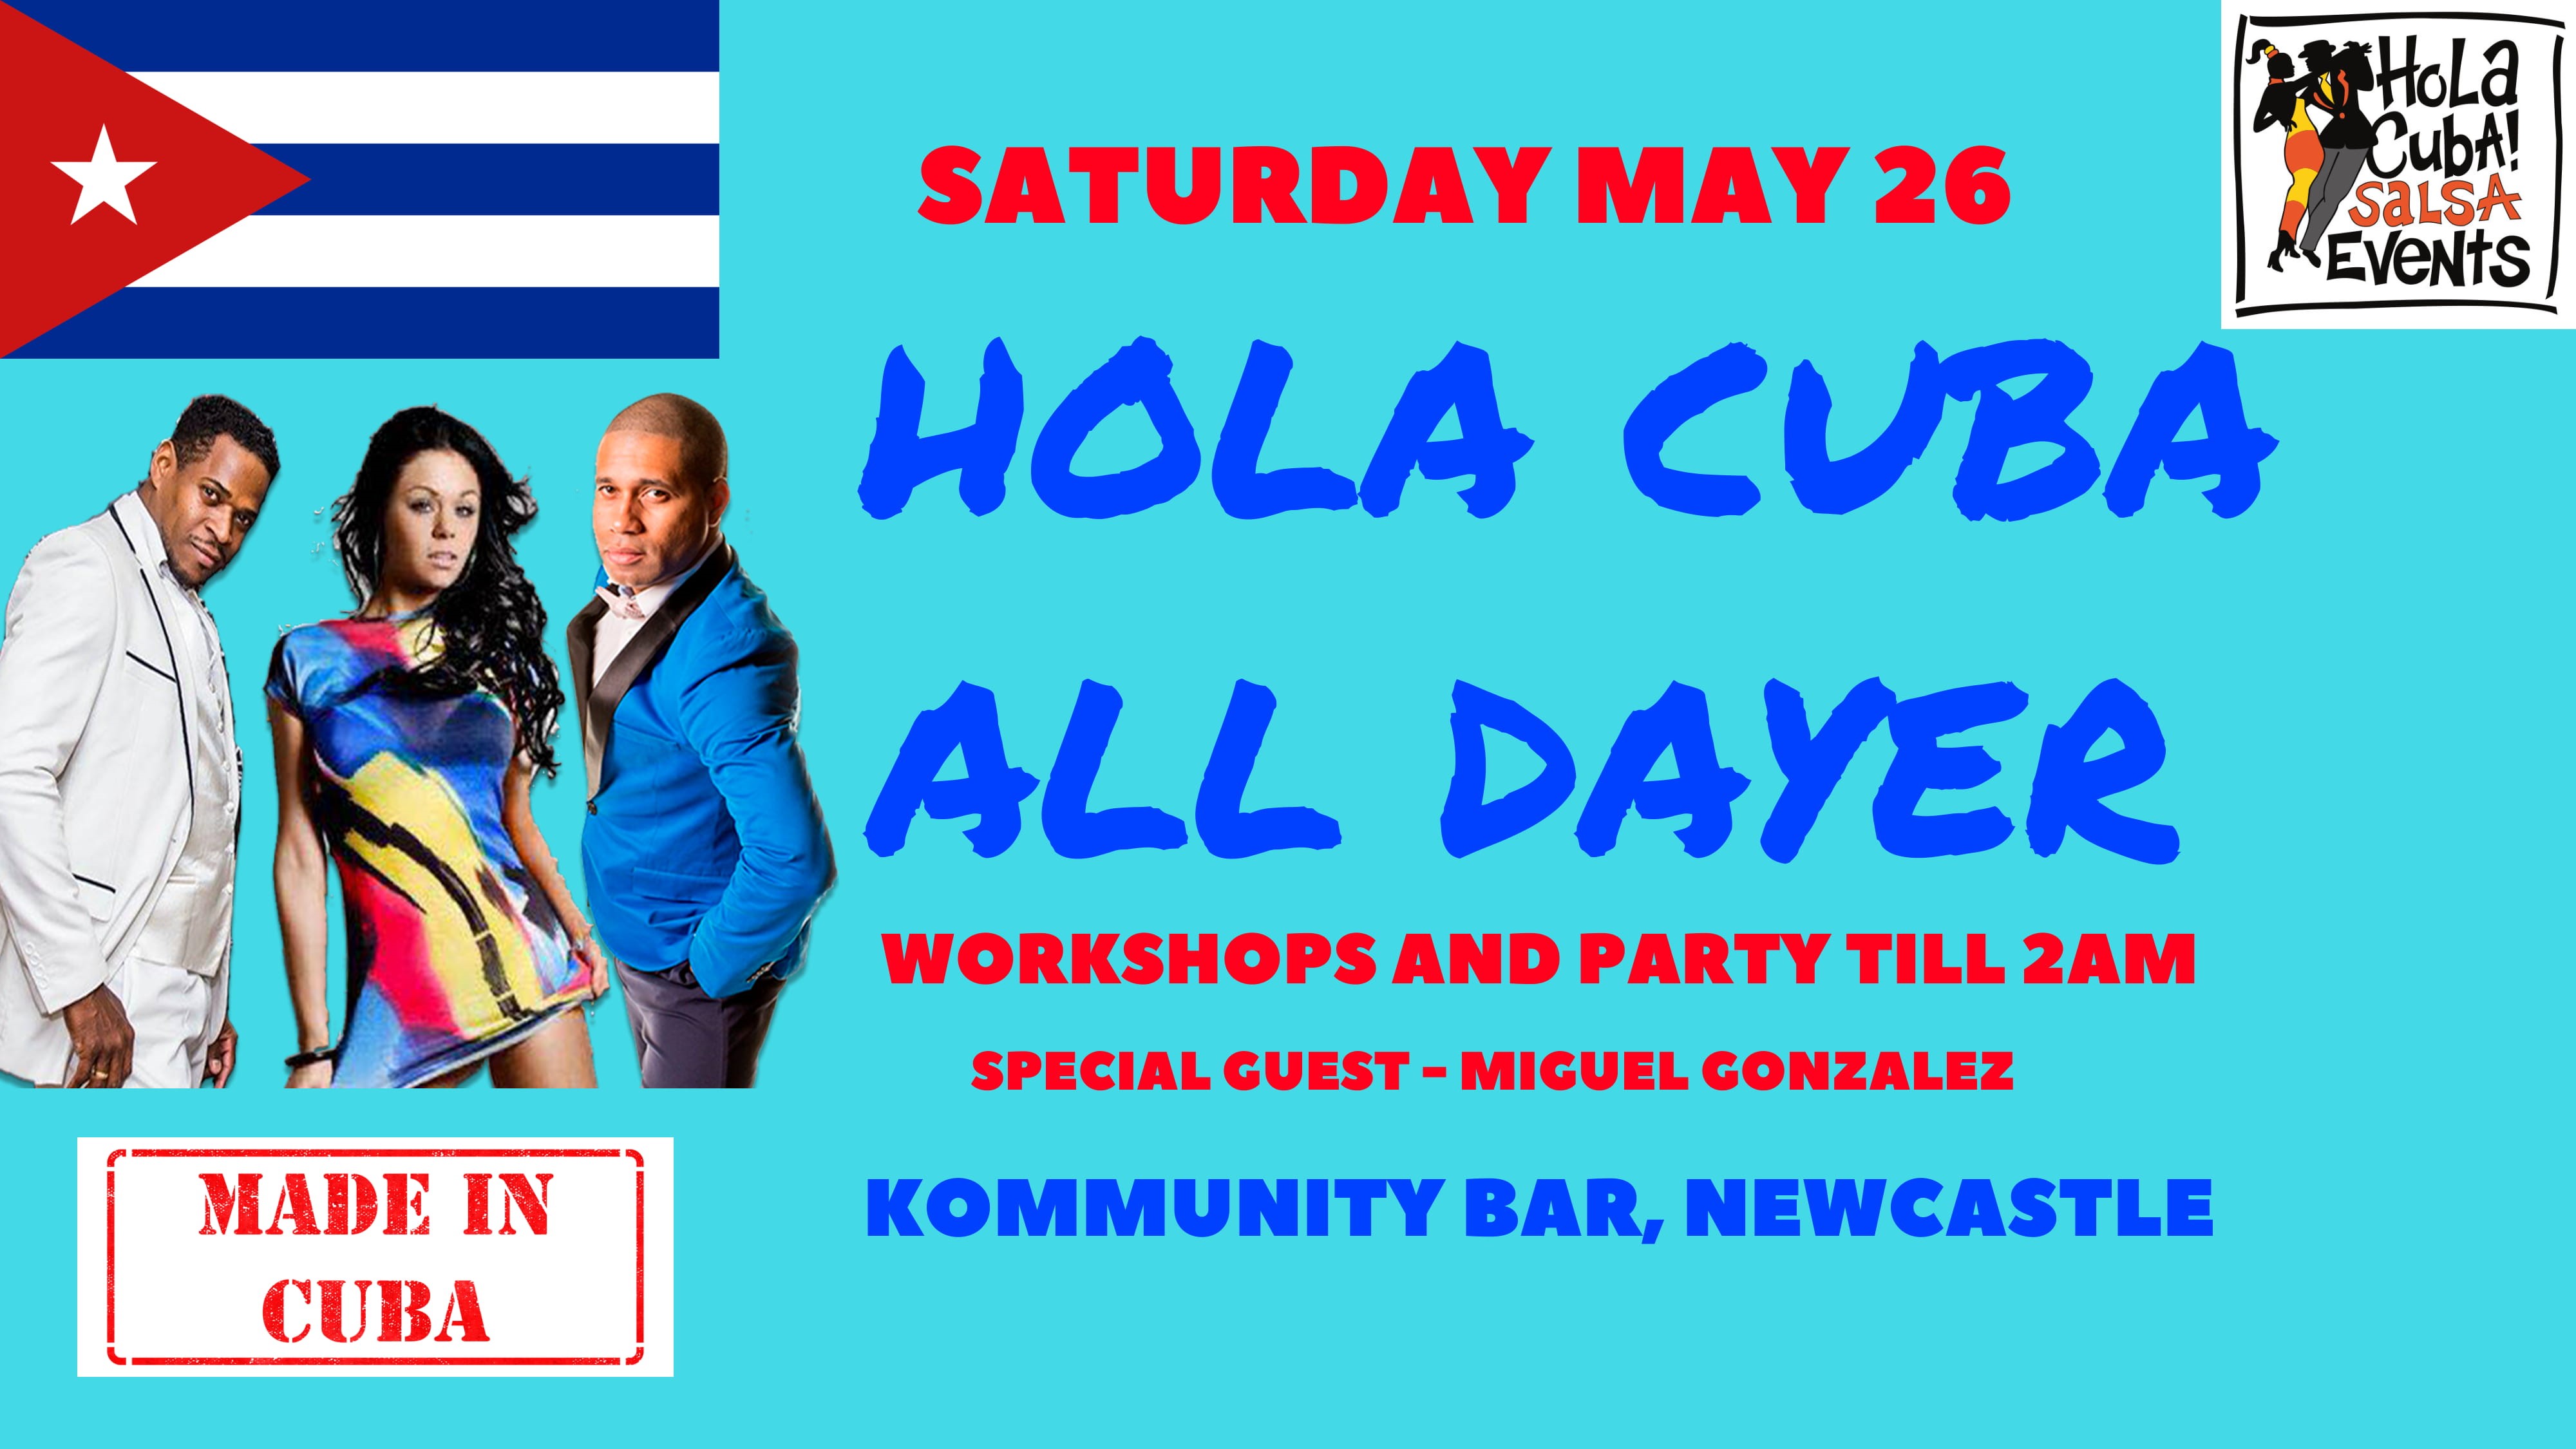 SATURDAY MAY 26
HOLA CUBA
ALL DAYER
WORKSHOPS AND PARTY TILL 2AM
SPECIAL GUEST - MIGUEL GONZALEZ
KOMMUNITY BAR, NEWCASTLE
HOLA
CUBA!
SALSA
EVENTS
MADE IN
CUBA